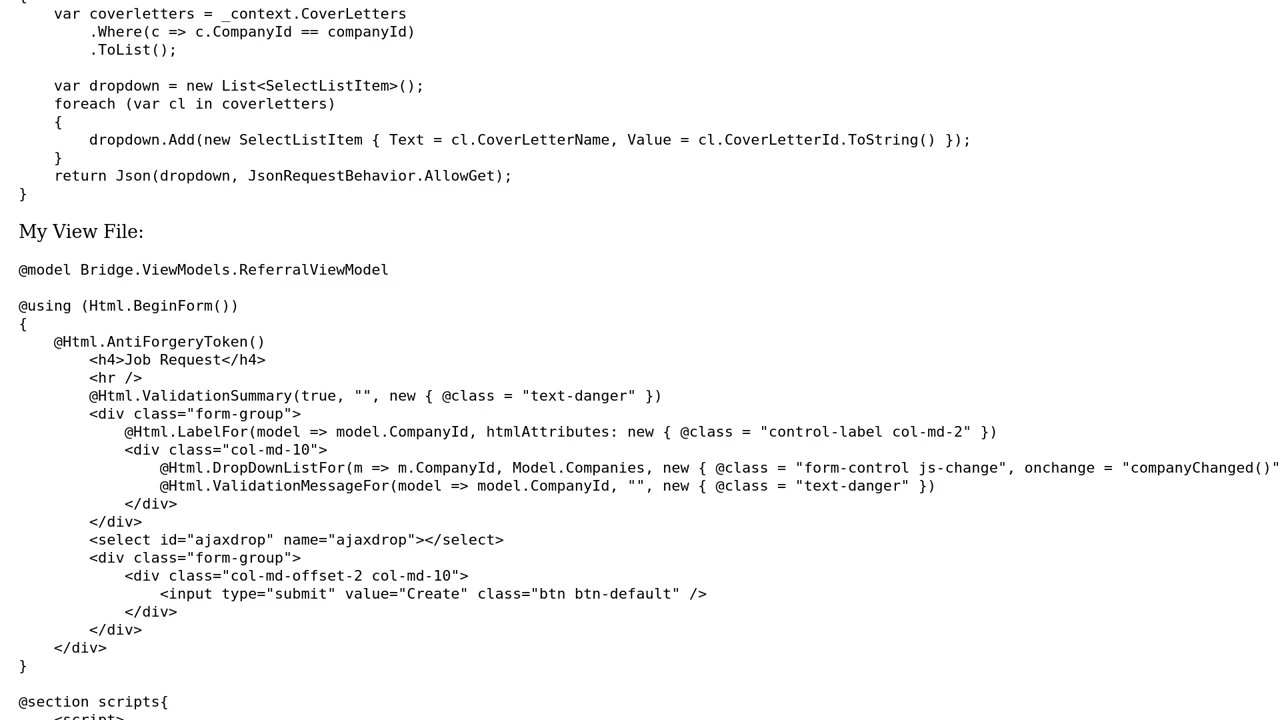 {
    var coverletters = _context.CoverLetters
        .Where(c => c.CompanyId == companyId)
        .ToList();
    var dropdown = new List<SelectListItem>();
    foreach (var cl in coverletters)
    {
        dropdown.Add(new SelectListItem { Text = cl.CoverLetterName, Value = cl.CoverLetterId.ToString() });
    }
    return Json(dropdown, JsonRequestBehavior.AllowGet);
}
My View File:
@model Bridge.ViewModels.ReferralViewModel
@using (Html.BeginForm())
{
    @Html.AntiForgeryToken()
        <h4>Job Request</h4>
        <hr />
        @Html.ValidationSummary(true, "", new { @class = "text-danger" })
        <div class="form-group">
            @Html.LabelFor(model => model.CompanyId, htmlAttributes: new { @class = "control-label col-md-2" })
            <div class="col-md-10">
                @Html.DropDownListFor(m => m.CompanyId, Model.Companies, new { @class = "form-control js-change", onchange = "companyChanged()"
                @Html.ValidationMessageFor(model => model.CompanyId, "", new { @class = "text-danger" })
            </div>
        </div>
        <select id="ajaxdrop" name="ajaxdrop"></select>
        <div class="form-group">
            <div class="col-md-offset-2 col-md-10">
                <input type="submit" value="Create" class="btn btn-default" />
            </div>
        </div>
    </div>
}
@section scripts{
    <script>